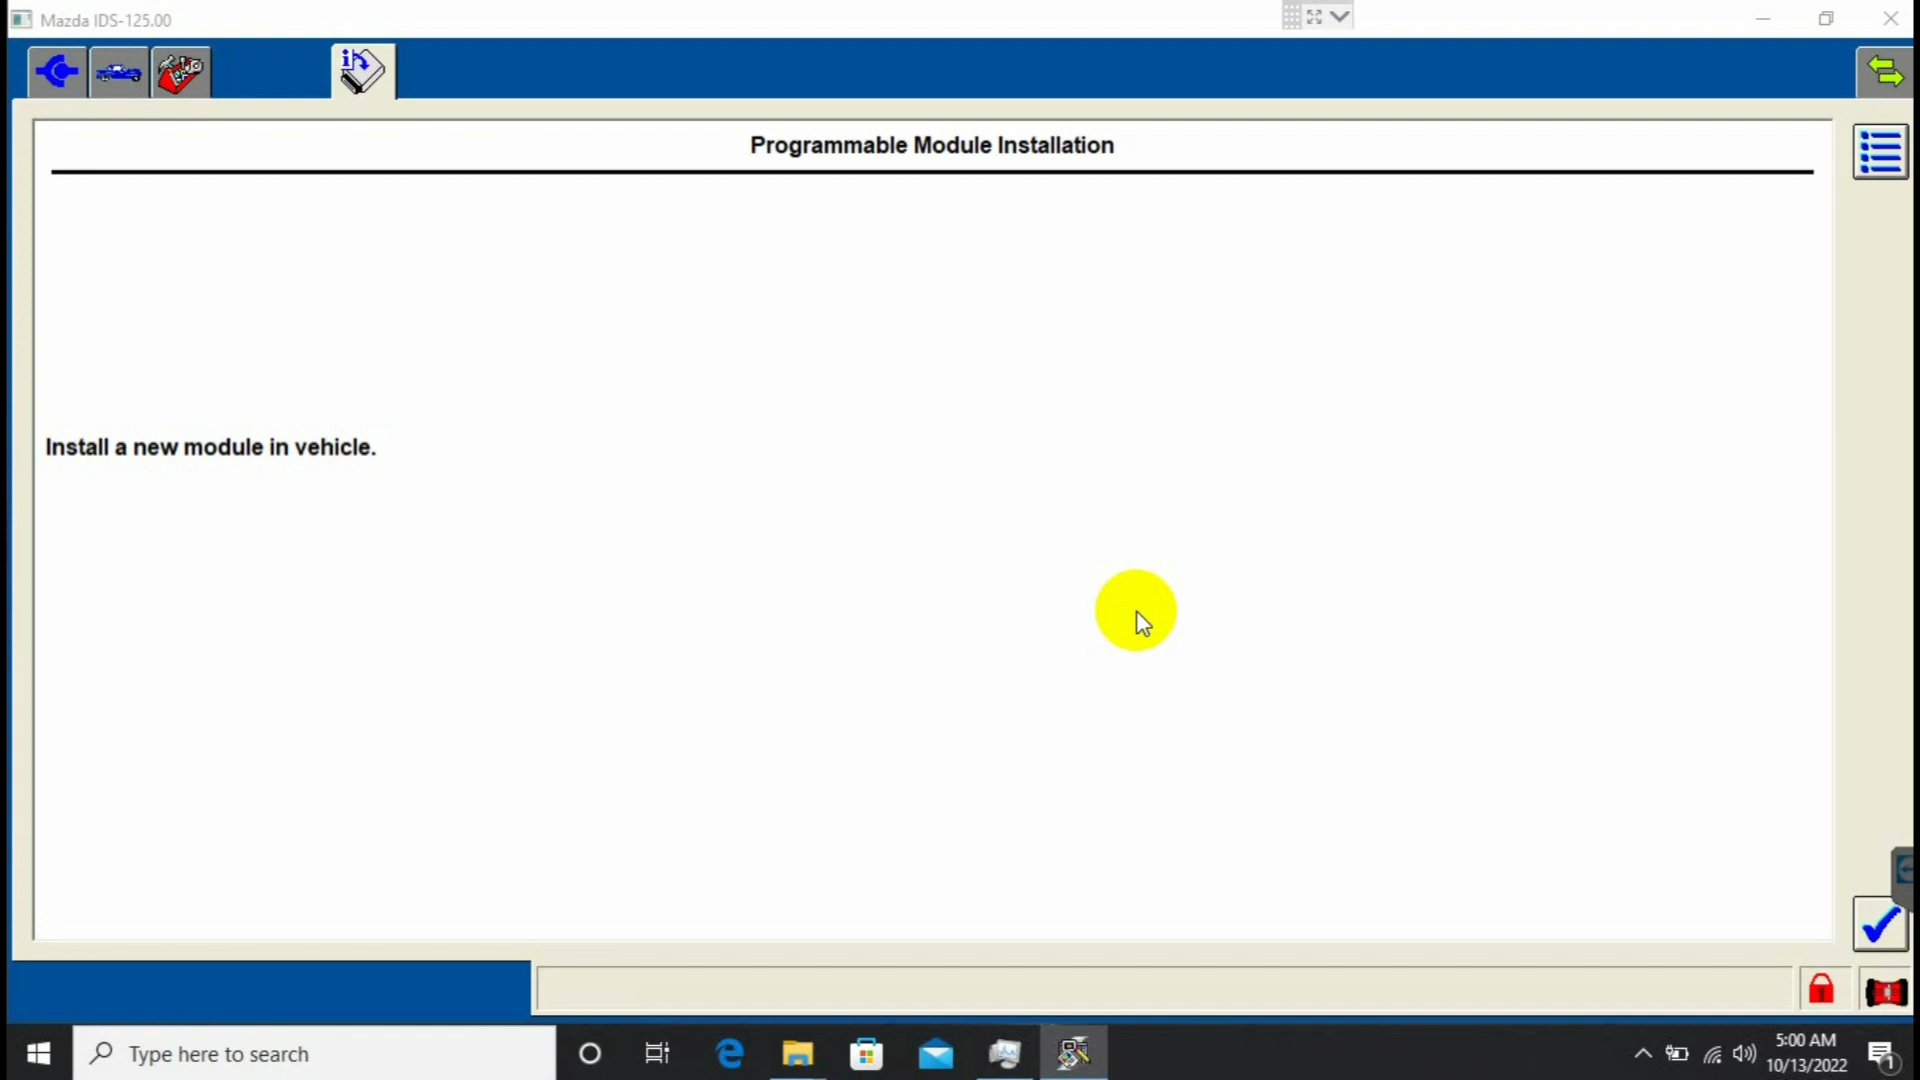 Mazda IDS-125.00
Programmable Module Installation
Install a new module in vehicle.
Type here to search
5:00 AM
10/13/2022
1